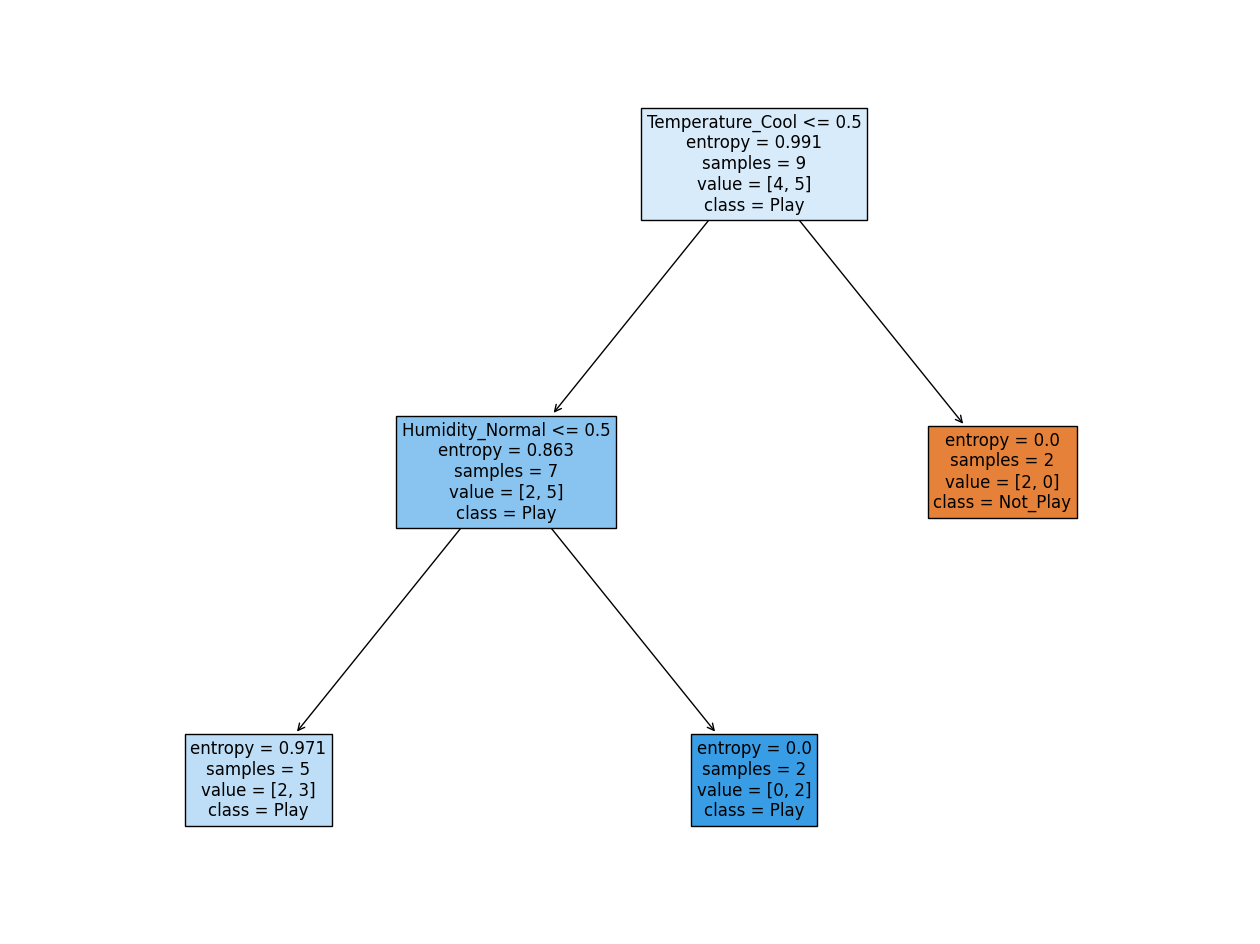 Temperature_Cool <= 0.5
entropy = 0.991
samples = 9
value = [4, 5]
class = Play
Humidity_Normal <= 0.5
entropy = 0.863
samples = 7
value = [2, 5]
class = Play
entropy = 0.0
samples = 2
value = [2, 0]
class = Not_Play
entropy = 0.971
samples = 5
value = [2, 3]
class = Play
entropy = 0.0
samples = 2
value = [0, 2]
class = Play